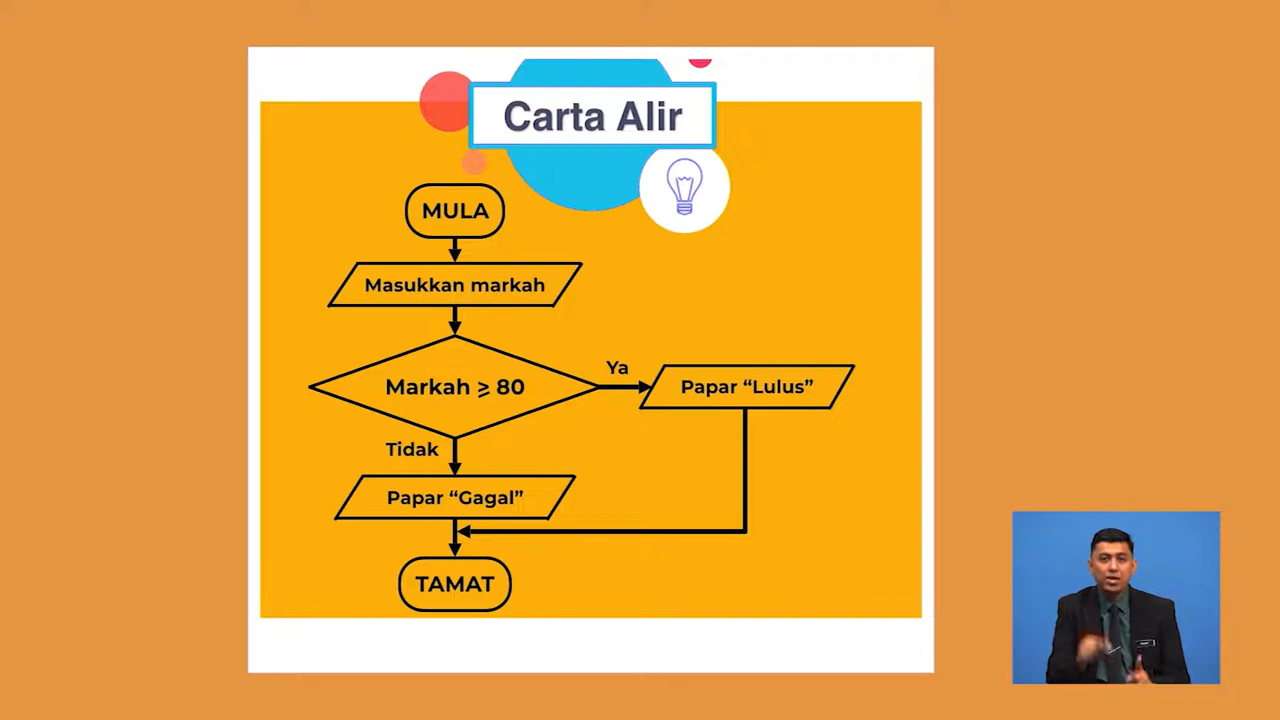 Carta Alir
MULA
Masukkan markah
Markah ≥ 80
Ya
Papar “Lulus”
Tidak
Papar “Gagal”
TAMAT